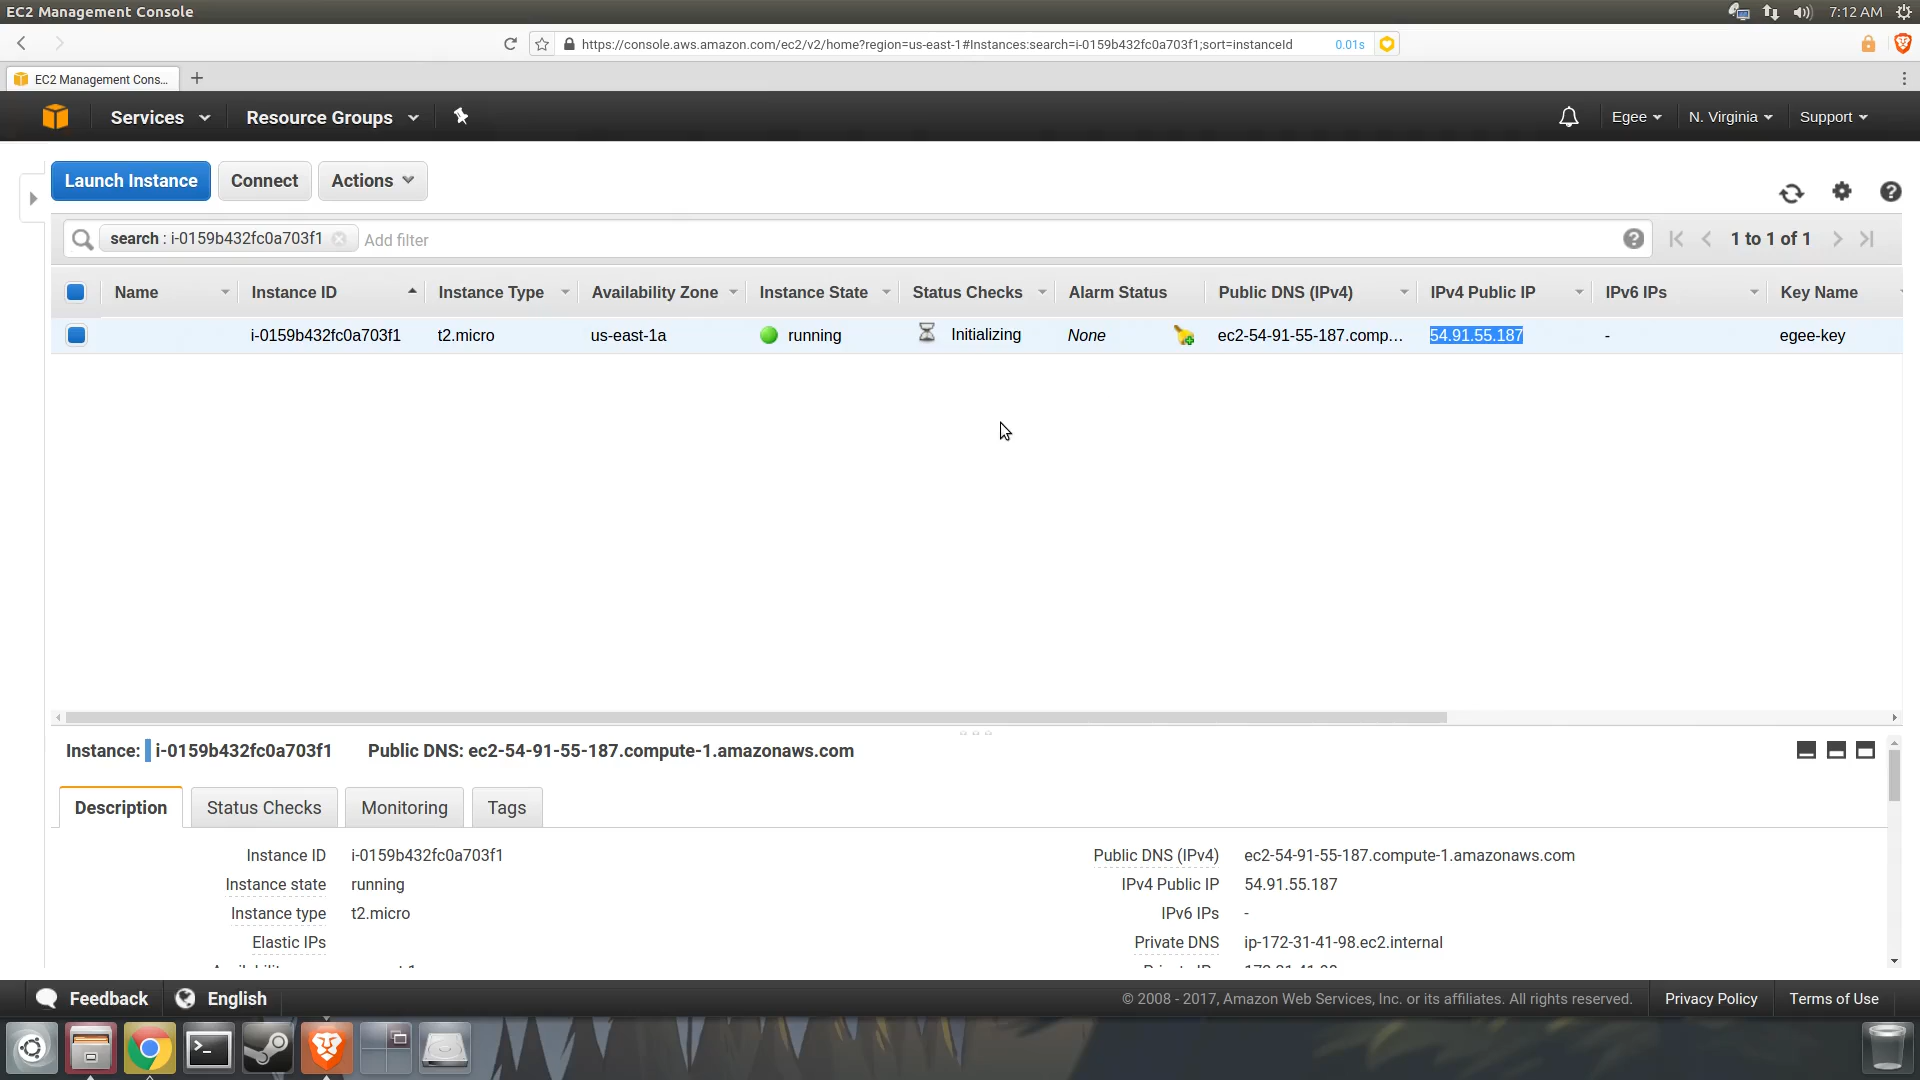 EC2 Management Console
7:12 AM
https://console.aws.amazon.com/ec2/v2/home?region=us-east-1#Instances:search=i-0159b432fc0a703f1;sort=instanceId 0.01s
EC2 Management Cons...
Services Resource Groups Egee N. Virginia Support
Launch Instance Connect Actions
search : i-0159b432fc0a703f1 Add filter 1 to 1 of 1
Name Instance ID Instance Type Availability Zone Instance State Status Checks Alarm Status Public DNS (IPv4) IPv4 Public IP IPv6 IPs Key Name
i-0159b432fc0a703f1 t2.micro us-east-1a running Initializing None ec2-54-91-55-187.comp... 54.91.55.187 - egee-key
Instance: i-0159b432fc0a703f1 Public DNS: ec2-54-91-55-187.compute-1.amazonaws.com
Description Status Checks Monitoring Tags
Instance ID i-0159b432fc0a703f1 Public DNS (IPv4) ec2-54-91-55-187.compute-1.amazonaws.com
Instance state running IPv4 Public IP 54.91.55.187
Instance type t2.micro IPv6 IPs -
Elastic IPs Private DNS ip-172-31-41-98.ec2.internal
Feedback English © 2008 - 2017, Amazon Web Services, Inc. or its affiliates. All rights reserved. Privacy Policy Terms of Use